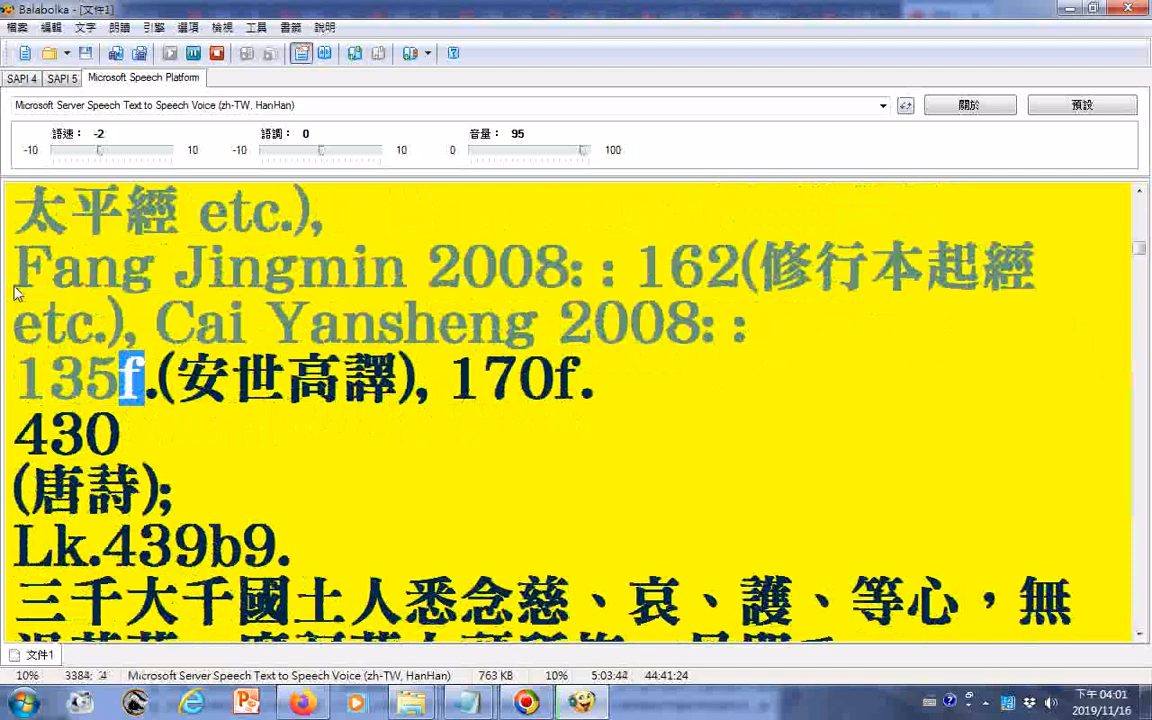 Balabolka - [文件1]
檔案 編輯 文字 朗讀 引擎 選項 檢視 工具 書籤 說明
SAPI 4 SAPI 5 Microsoft Speech Platform
Microsoft Server Speech Text to Speech Voice (zh-TW, HanHan) 關於 預設
語速： -2 語調： 0 音量： 95
-10 10 -10 10 0 100
太平經 etc.),
Fang Jingmin 2008: : 162(修行本起經
etc.), Cai Yansheng 2008: :
135f.(安世高譯), 170f.
430
(唐詩);
Lk.439b9.
三千大千國土人悉念慈、哀、護、等心，無
文件1
10% 3384: Microsoft Server Speech Text to Speech Voice (zh-TW, HanHan) 763 KB 10% 5:03:44 44:41:24
下午 04:01
2019/11/16